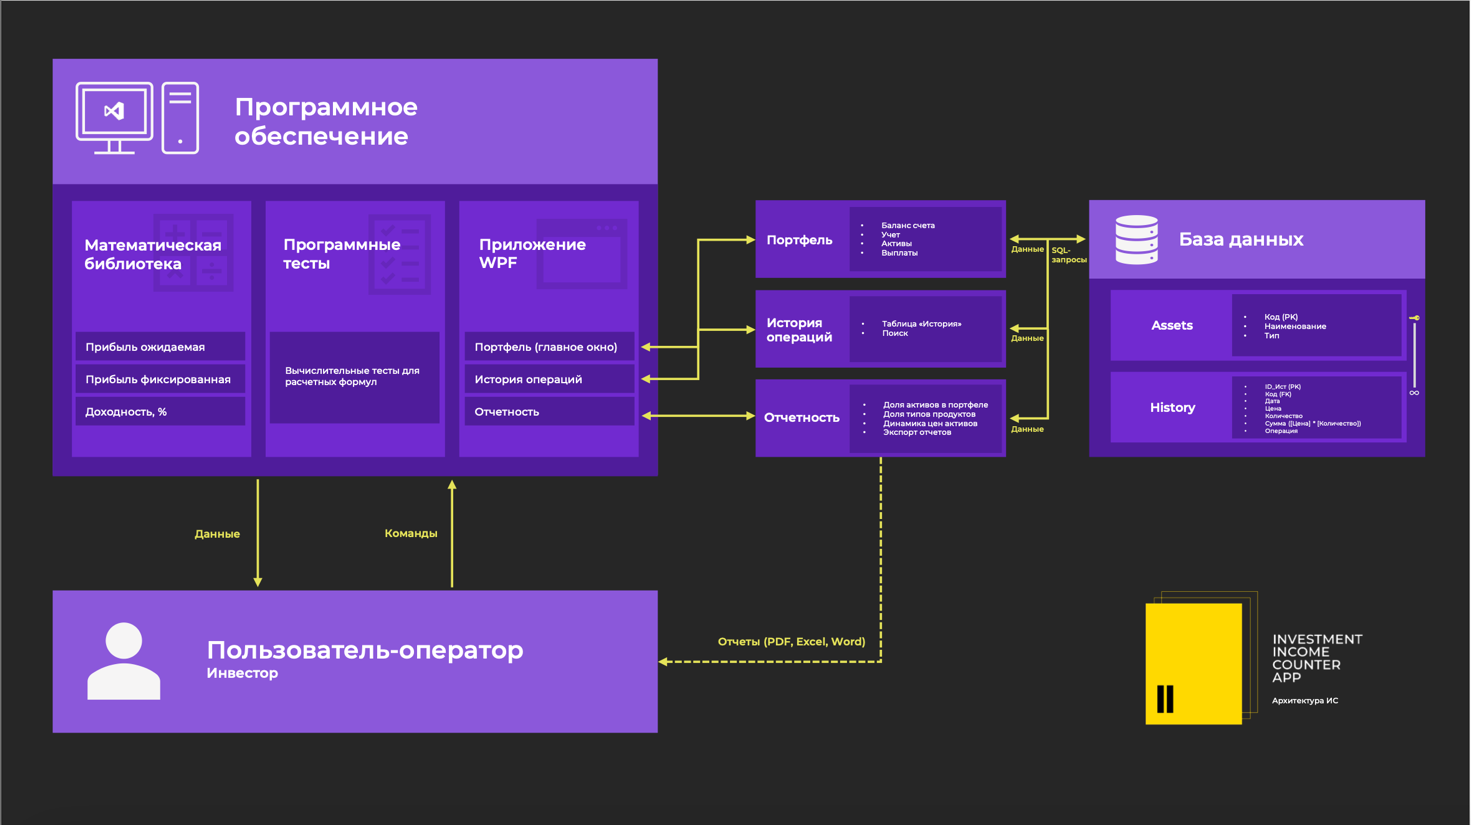 Программное
обеспечение
Математическая
библиотека
Прибыль ожидаемая
Прибыль фиксированная
Доходность, %
Программные
тесты
Вычислительные тесты для
расчетных формул
Приложение
WPF
Портфель (главное окно)
История операций
Отчетность
Портфель
• Баланс счета
• Учет
• Активы
• Выплаты
История
операций
• Таблица «История»
• Поиск
Отчетность
• Доля активов в портфеле
• Доля типов продуктов
• Динамика цен активов
• Экспорт отчетов
Данные
SQL-
запросы
Данные
Данные
База данных
Assets
• Код (PK)
• Наименование
• Тип
History
• ID_Ист (PK)
• Код (FK)
• Дата
• Цена
• Количество
• Сумма ([Цена] * [Количество])
• Операция
∞
Данные
Команды
Пользователь-оператор
Инвестор
Отчеты (PDF, Excel, Word)
INVESTMENT
INCOME
COUNTER
APP
Архитектура ИС